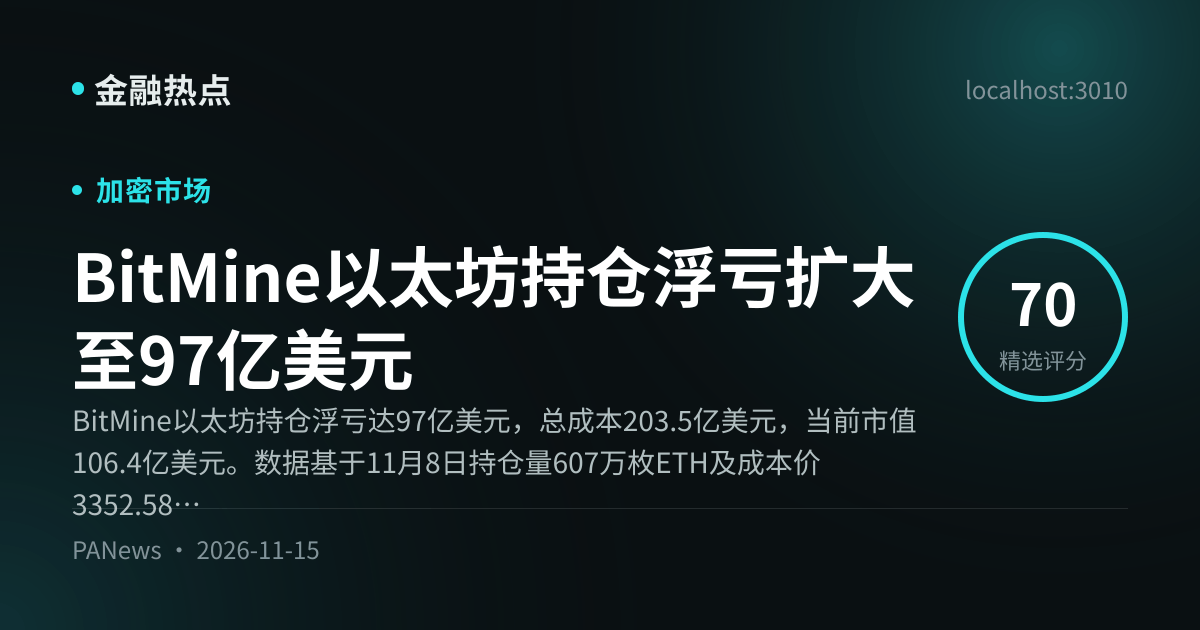 金融热点
localhost:3010
加密市场
BitMine以太坊持仓浮亏扩大
至97亿美元
70
精选评分
BitMine以太坊持仓浮亏达97亿美元，总成本203.5亿美元，当前市值
106.4亿美元。数据基于11月8日持仓量607万枚ETH及成本价
3352.58…
PANews • 2026-11-15